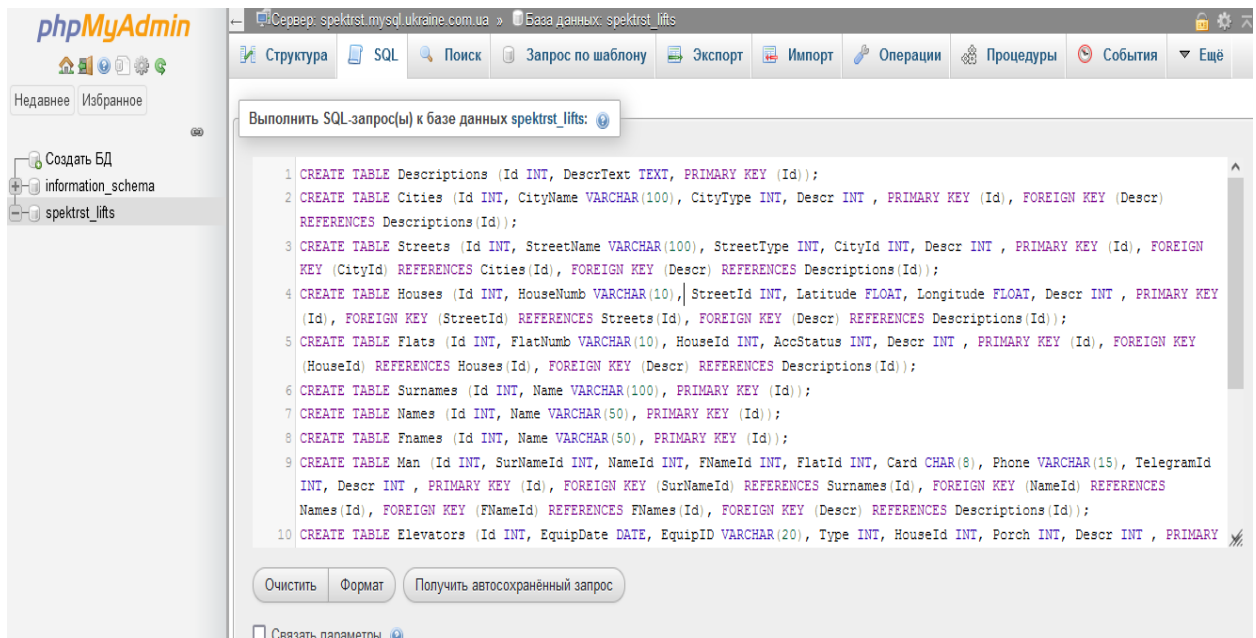 phpMyAdmin
Недавнее Избранное
Создать БД
information_schema
spektrst_lifts
← Сервер: spektrst.mysql.ukraine.com.ua » База данных: spektrst_lifts
Структура SQL Поиск Запрос по шаблону Экспорт Импорт Операции Процедуры События Ещё
Выполнить SQL-запрос(ы) к базе данных spektrst_lifts:
1 CREATE TABLE Descriptions (Id INT, DescrText TEXT, PRIMARY KEY (Id));
2 CREATE TABLE Cities (Id INT, CityName VARCHAR(100), CityType INT, Descr INT , PRIMARY KEY (Id), FOREIGN KEY (Descr)
REFERENCES Descriptions(Id));
3 CREATE TABLE Streets (Id INT, StreetName VARCHAR(100), StreetType INT, CityId INT, Descr INT , PRIMARY KEY (Id), FOREIGN
KEY (CityId) REFERENCES Cities(Id), FOREIGN KEY (Descr) REFERENCES Descriptions(Id));
4 CREATE TABLE Houses (Id INT, HouseNumb VARCHAR(10), StreetId INT, Latitude FLOAT, Longitude FLOAT, Descr INT , PRIMARY KEY
(Id), FOREIGN KEY (StreetId) REFERENCES Streets(Id), FOREIGN KEY (Descr) REFERENCES Descriptions(Id));
5 CREATE TABLE Flats (Id INT, FlatNumb VARCHAR(10), HouseId INT, AccStatus INT, Descr INT , PRIMARY KEY (Id), FOREIGN KEY
(HouseId) REFERENCES Houses(Id), FOREIGN KEY (Descr) REFERENCES Descriptions(Id));
6 CREATE TABLE Surnames (Id INT, Name VARCHAR(100), PRIMARY KEY (Id));
7 CREATE TABLE Names (Id INT, Name VARCHAR(50), PRIMARY KEY (Id));
8 CREATE TABLE Fnames (Id INT, Name VARCHAR(50), PRIMARY KEY (Id));
9 CREATE TABLE Man (Id INT, SurNameId INT, NameId INT, FNameId INT, FlatId INT, Card CHAR(8), Phone VARCHAR(15), TelegramId
INT, Descr INT , PRIMARY KEY (Id), FOREIGN KEY (SurNameId) REFERENCES Surnames(Id), FOREIGN KEY (NameId) REFERENCES
Names(Id), FOREIGN KEY (FNameId) REFERENCES FNames(Id), FOREIGN KEY (Descr) REFERENCES Descriptions(Id));
10 CREATE TABLE Elevators (Id INT, EquipDate DATE, EquipID VARCHAR(20), Type INT, HouseId INT, Porch INT, Descr INT , PRIMARY
Очистить Формат Получить автосохранённый запрос
Связать параметры